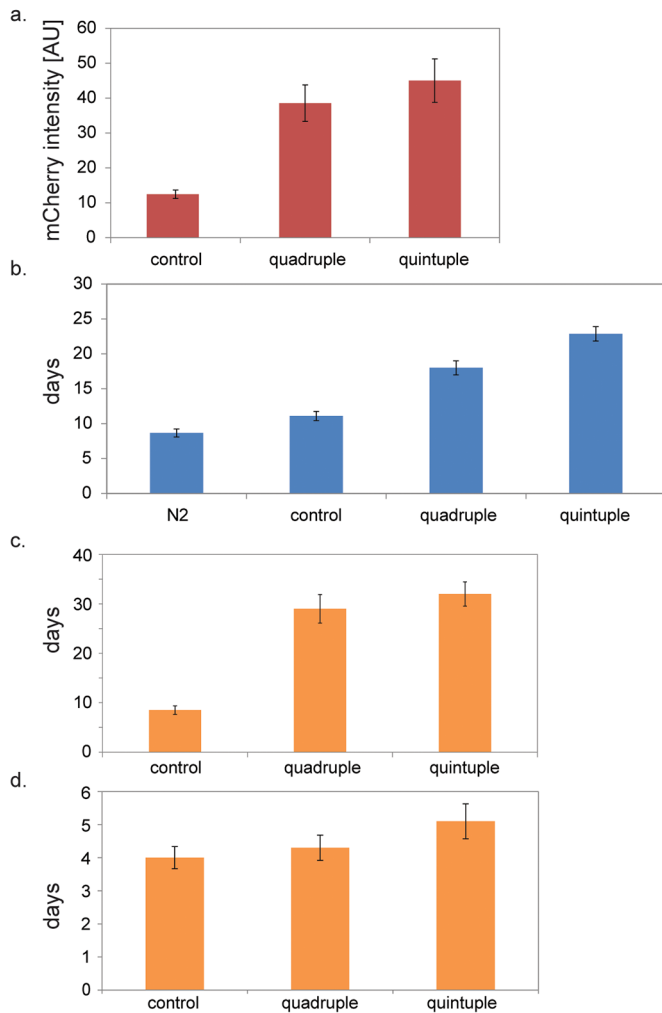 a.
mCherry intensity [AU]
60
50
40
30
20
10
0
control quadruple quintuple
b.
days
30
25
20
15
10
5
0
N2 control quadruple quintuple
c.
days
40
30
20
10
0
control quadruple quintuple
d.
days
6
5
4
3
2
1
0
control quadruple quintuple